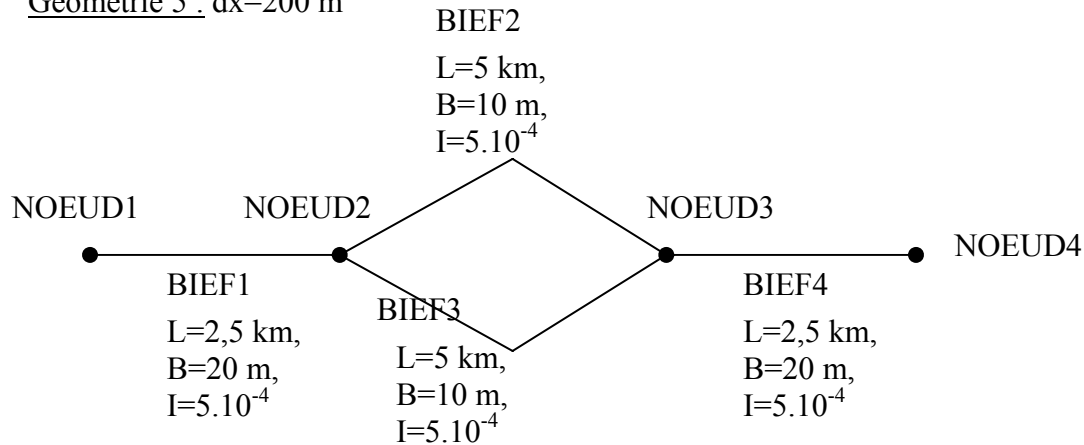 Géométrie 5 : dx=200 m
BIEF2
L=5 km,
B=10 m,
I=5.10⁻⁴
NOEUD1
NOEUD2
NOEUD3
NOEUD4
BIEF1
L=2,5 km,
B=20 m,
I=5.10⁻⁴
BIEF3
L=5 km,
B=10 m,
I=5.10⁻⁴
BIEF4
L=2,5 km,
B=20 m,
I=5.10⁻⁴